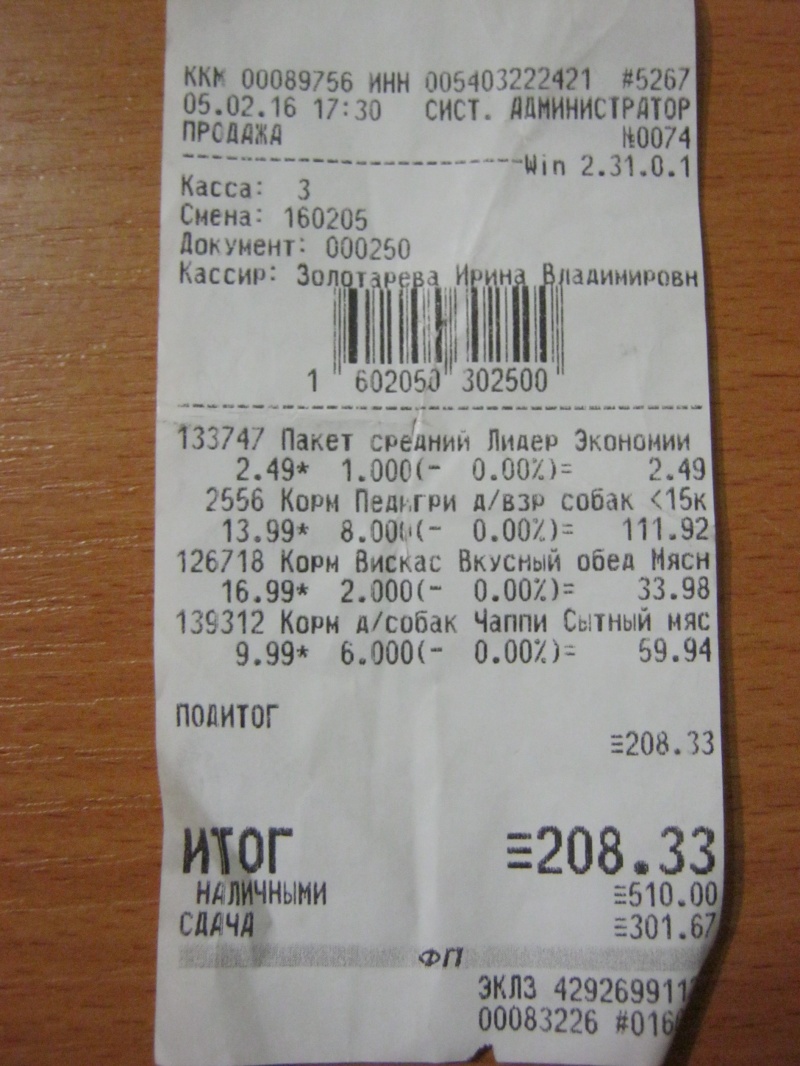 ККМ 00089756 ИНН 005403222421 #5267
05.02.16 17:30 СИСТ. АДМИНИСТРАТОР
ПРОДАЖА №0074
Win 2.31.0.1
Касса: 3
Смена: 160205
Документ: 000250
Кассир: Золотарева Ирина Владимировн
1 602050 302500
133747 Пакет средний Лидер Экономии
2.49* 1.000(- 0.00%)= 2.49
2556 Корм Педигри д/взр собак <15к
13.99* 8.000(- 0.00%)= 111.92
126718 Корм Вискас Вкусный обед Мясн
16.99* 2.000(- 0.00%)= 33.98
139312 Корм д/собак Чаппи Сытный мяс
9.99* 6.000(- 0.00%)= 59.94
ПОДИТОГ
≡208.33
ИТОГ ≡208.33
НАЛИЧНЫМИ ≡510.00
СДАЧА ≡301.67
ФП
ЭКЛЗ 429269911
00083226 #016